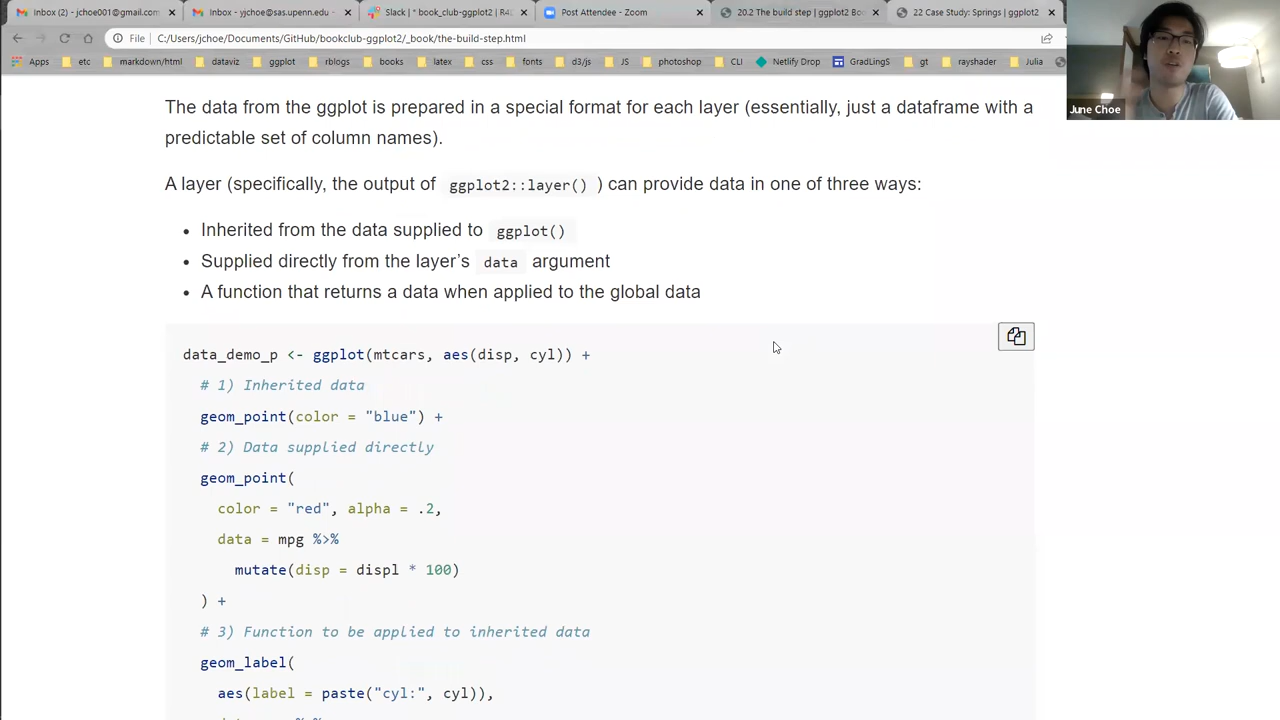 Inbox (2) - jchoe001@gmail.com
Inbox - yjchoe@sas.upenn.edu -
Slack | * book_club-ggplot2 | R4I
Post Attendee - Zoom
20.2 The build step | ggplot2 Boo
22 Case Study: Springs | ggplot2
File C:/Users/jchoe/Documents/GitHub/bookclub-ggplot2/_book/the-build-step.html
Apps etc markdown/html dataviz ggplot rblogs books latex css fonts d3/js JS photoshop CLI Netlify Drop GradLingS gt rayshader Julia
June Choe
The data from the ggplot is prepared in a special format for each layer (essentially, just a dataframe with a
predictable set of column names).
A layer (specifically, the output of ggplot2::layer() ) can provide data in one of three ways:
• Inherited from the data supplied to ggplot()
• Supplied directly from the layer’s data argument
• A function that returns a data when applied to the global data
data_demo_p <- ggplot(mtcars, aes(disp, cyl)) +
# 1) Inherited data
geom_point(color = "blue") +
# 2) Data supplied directly
geom_point(
color = "red", alpha = .2,
data = mpg %>%
mutate(disp = displ * 100)
) +
# 3) Function to be applied to inherited data
geom_label(
aes(label = paste("cyl:", cyl)),